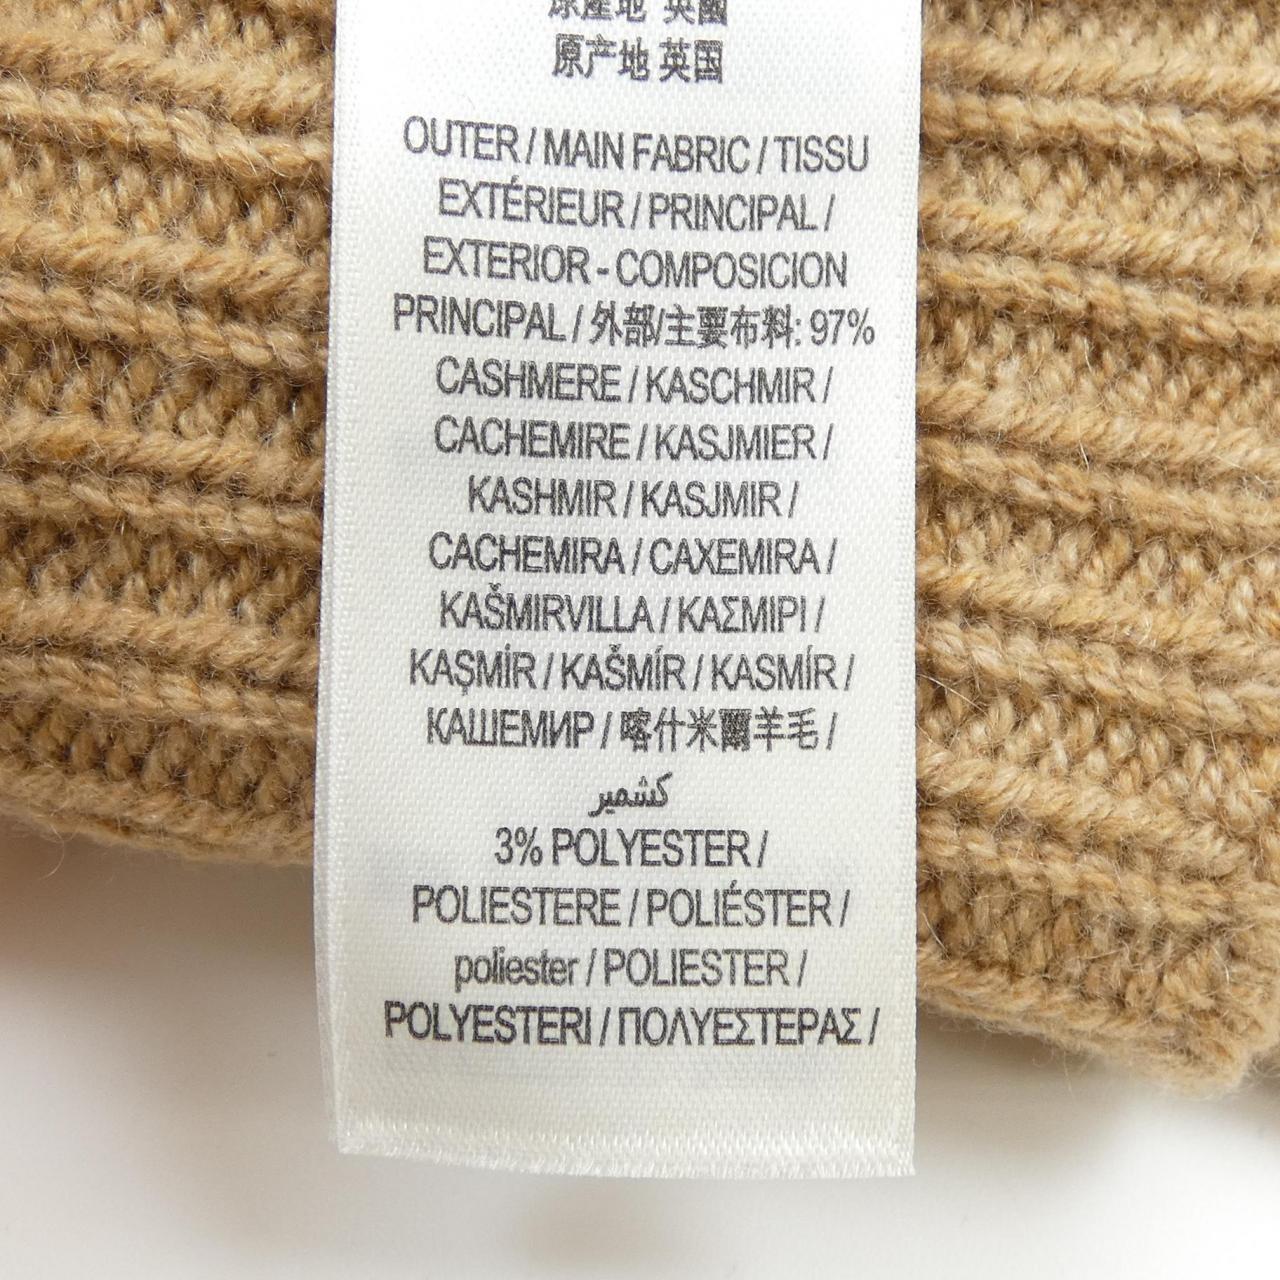 原產地 英國
原产地 英国
OUTER / MAIN FABRIC / TISSU
EXTÉRIEUR / PRINCIPAL /
EXTERIOR - COMPOSICION
PRINCIPAL / 外部/主要布料: 97%
CASHMERE / KASCHMIR /
CACHEMIRE / KASJMIER /
KASHMIR / KASJMIR /
CACHEMIRA / CAXEMIRA /
KAŠMIRVILLA / ΚΑΣΜΙΡΙ /
KAŞMİR / KAŠMÍR / KASMÍR /
КАШЕМИР / 喀什米爾羊毛 /
كشمير
3% POLYESTER /
POLIESTERE / POLIÉSTER /
poliester / POLIESTER /
POLYESTERI / ΠΟΛΥΕΣΤΕΡΑΣ /